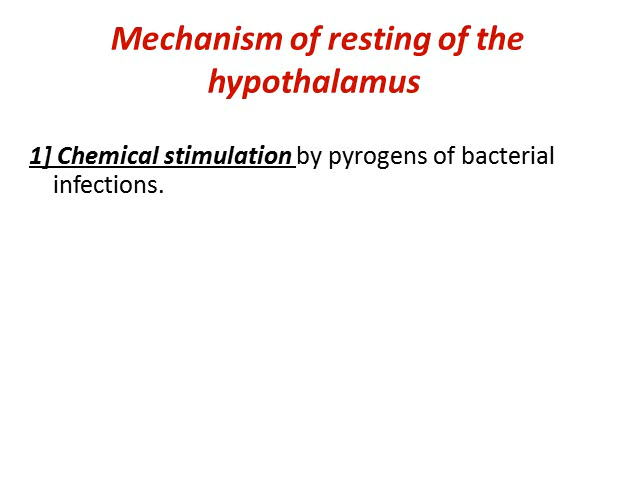 Mechanism of resting of the
hypothalamus
1] Chemical stimulation by pyrogens of bacterial
infections.